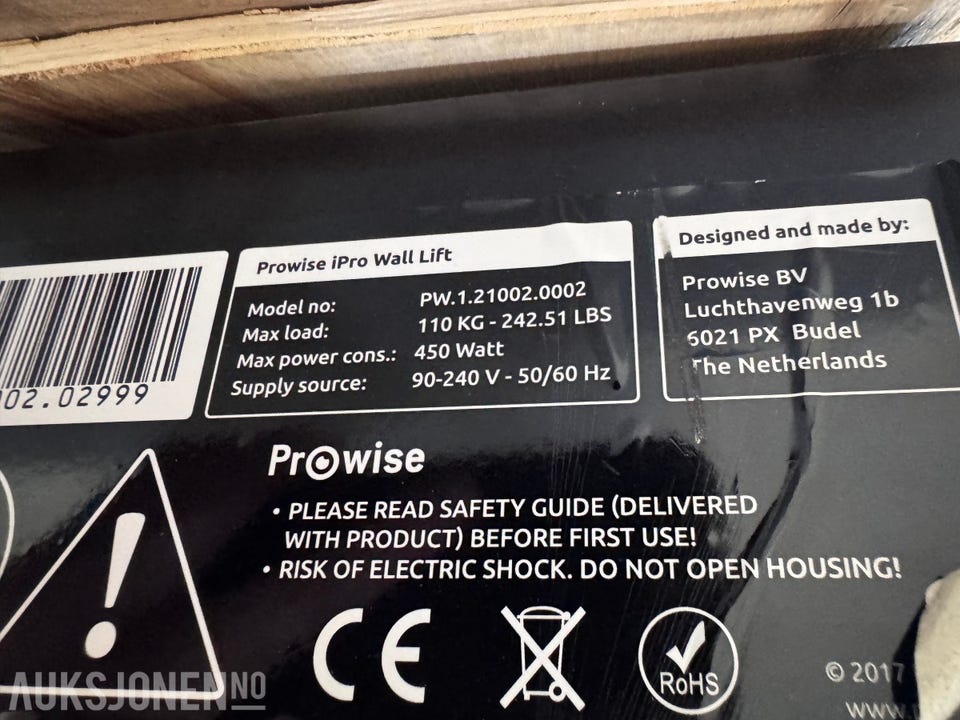 Prowise iPro Wall Lift
Model no: PW.1.21002.0002
Max load: 110 KG - 242.51 LBS
Max power cons.: 450 Watt
Supply source: 90-240 V - 50/60 Hz
Designed and made by:
Prowise BV
Luchthavenweg 1b
6021 PX Budel
The Netherlands
02.02999
Prowise
• PLEASE READ SAFETY GUIDE (DELIVERED
WITH PRODUCT) BEFORE FIRST USE!
• RISK OF ELECTRIC SHOCK. DO NOT OPEN HOUSING!
CE
RoHS
© 2017
www.
AUKSJONEN.NO